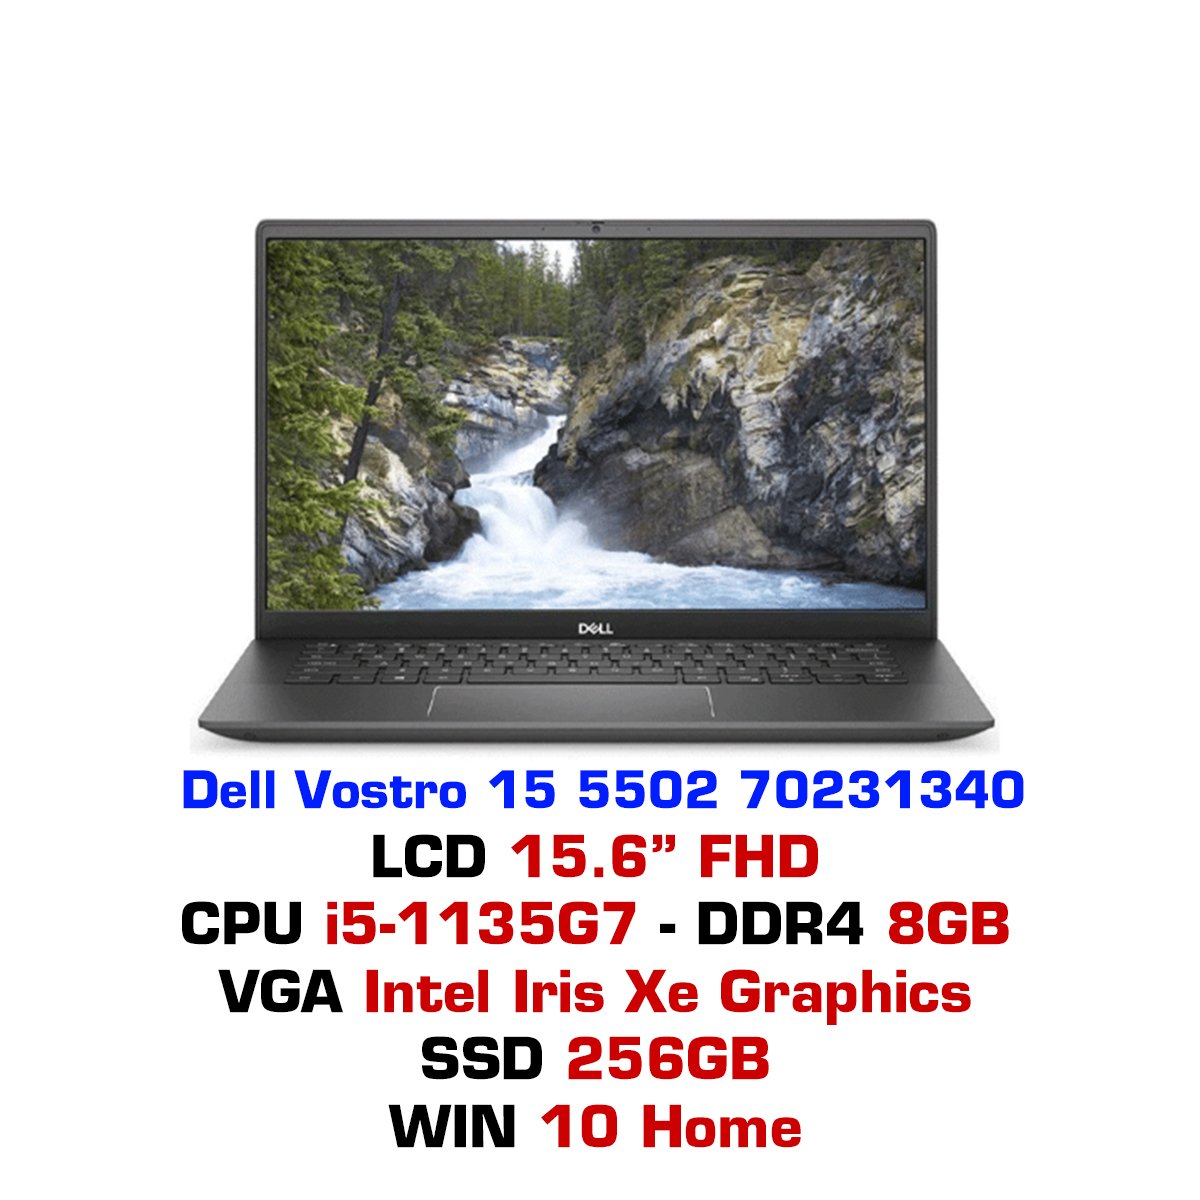 DELL
Dell Vostro 15 5502 70231340
LCD 15.6” FHD
CPU i5-1135G7 - DDR4 8GB
VGA Intel Iris Xe Graphics
SSD 256GB
WIN 10 Home